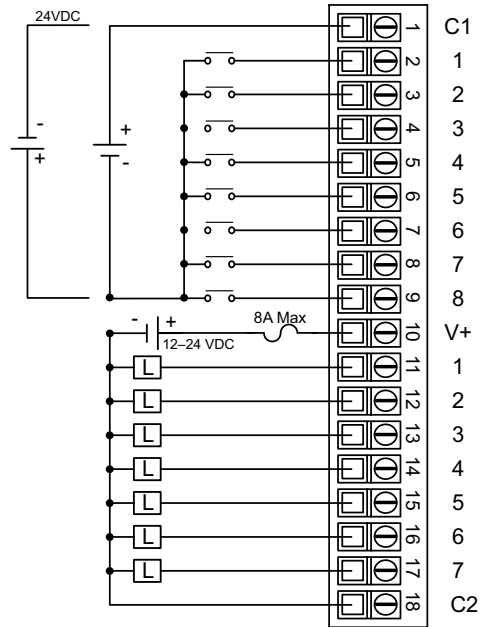 24VDC
1 C1
2 1
3 2
+ 4 3
-
+ 5 4
-
6 5
7 6
8 7
9 8
- + 8A Max 10 V+
12–24 VDC
L 11 1
L 12 2
L 13 3
L 14 4
L 15 5
L 16 6
L 17 7
18 C2